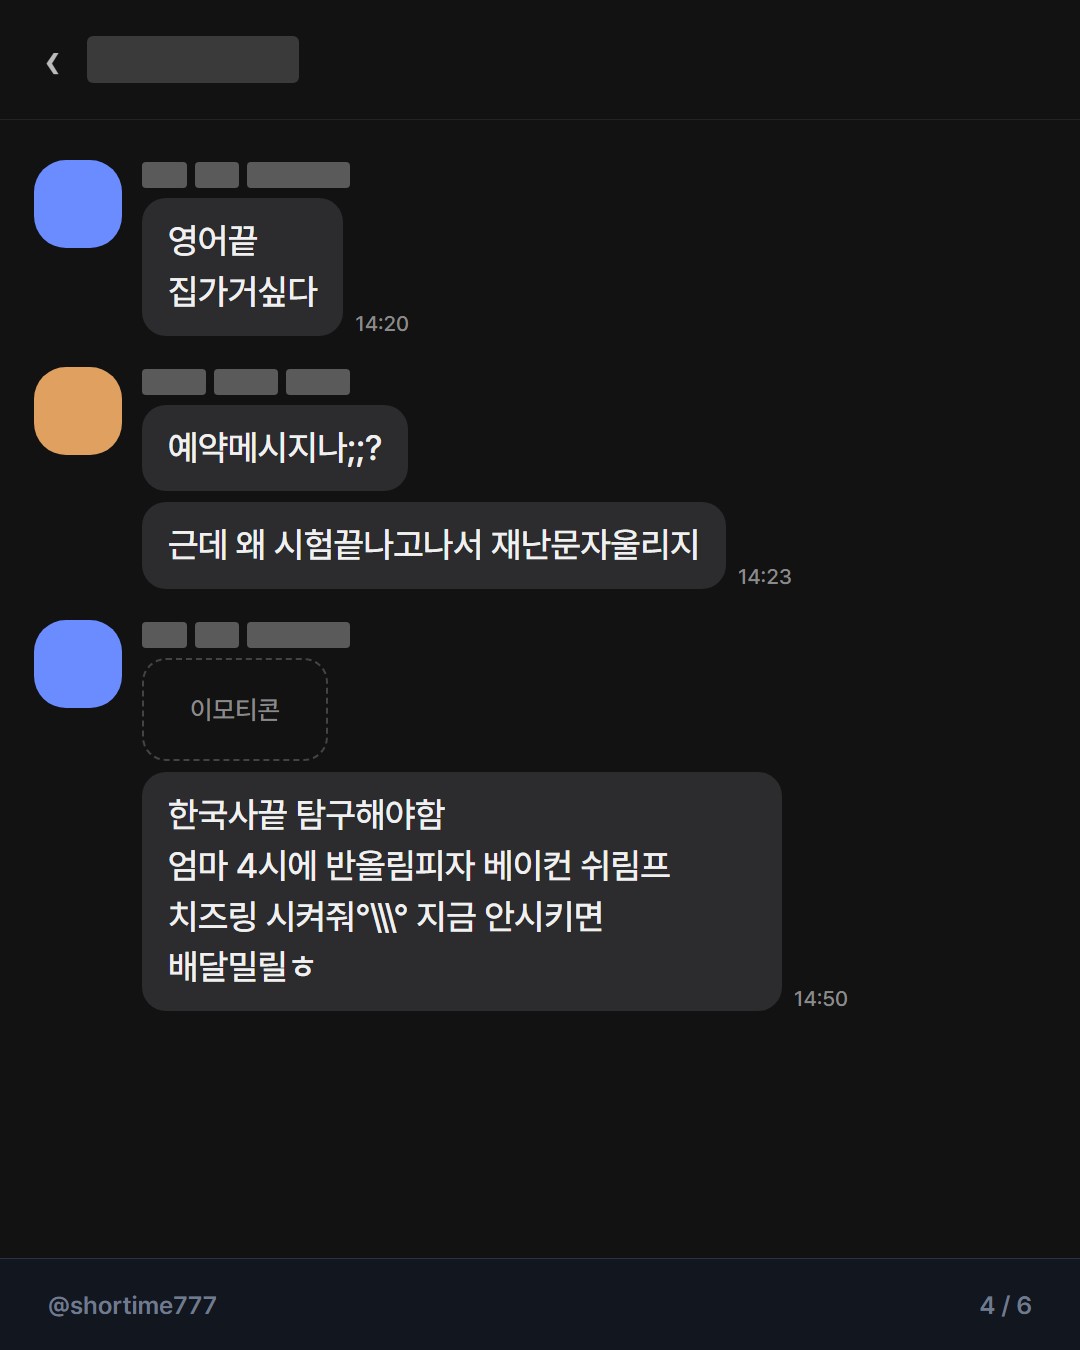 영어끝
집가거싶다
14:20
예약메시지나;;?
근데 왜 시험끝나고나서 재난문자울리지
14:23
이모티콘
한국사끝 탐구해야함
엄마 4시에 반올림피자 베이컨 쉬림프
치즈링 시켜줘°\\\° 지금 안시키면
배달밀릴ㅎ
14:50
@shortime777
4 / 6